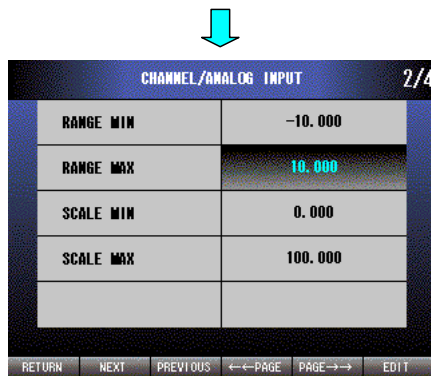 CHANNEL/ANALOG INPUT 2/4
RANGE MIN -10.000
RANGE MAX 10.000
SCALE MIN 0.000
SCALE MAX 100.000
RETURN NEXT PREVIOUS ←←PAGE PAGE→→ EDIT